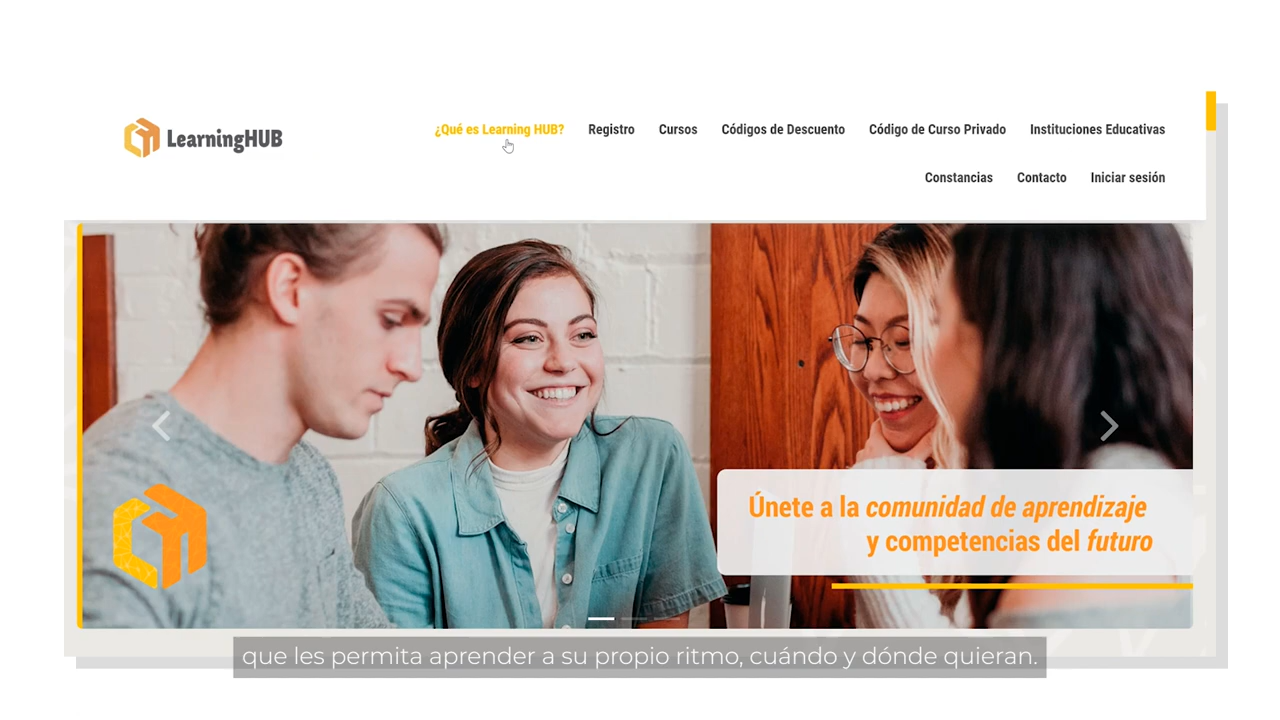 LearningHUB
¿Qué es Learning HUB? Registro Cursos Códigos de Descuento Código de Curso Privado Instituciones Educativas
Constancias Contacto Iniciar sesión
Únete a la comunidad de aprendizaje
y competencias del futuro
que les permita aprender a su propio ritmo, cuándo y dónde quieran.